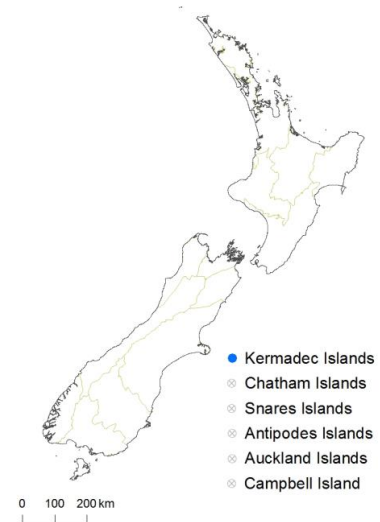 Kermadec Islands
Chatham Islands
Snares Islands
Antipodes Islands
Auckland Islands
Campbell Island
0 100 200 km